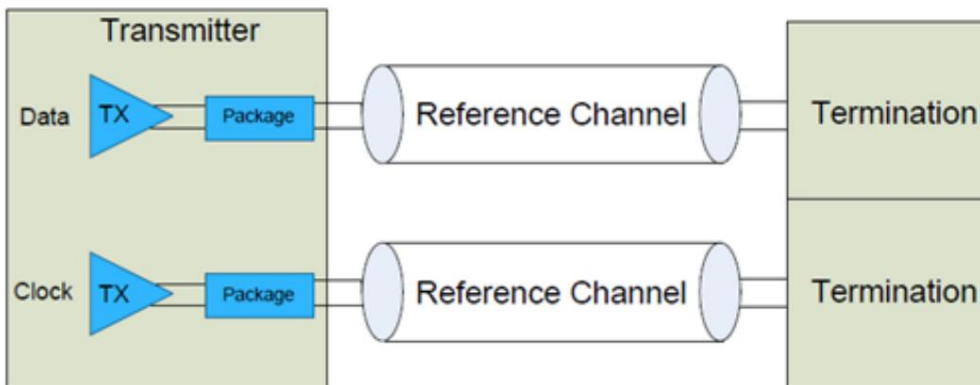 Transmitter
Data TX Package Reference Channel Termination
Clock TX Package Reference Channel Termination